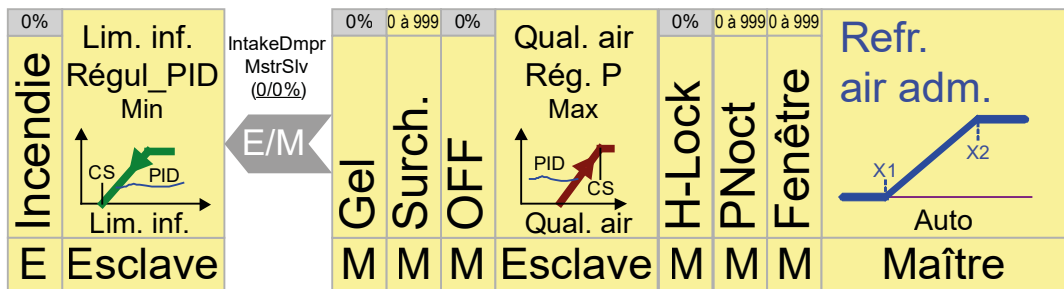 0%
Incendie
E
Lim. inf.
Régul_PID
Min
CS
PID
Lim. inf.
Esclave
IntakeDmpr
MstrSlv
(0/0%)
E/M
0%
Gel
M
0 à 999
Surch.
M
0%
OFF
M
Qual. air
Rég. P
Max
PID
CS
Qual. air
Esclave
0%
H-Lock
M
0 à 999
PNoct
M
0 à 999
Fenêtre
M
Refr.
air adm.
X1
X2
Auto
Maître